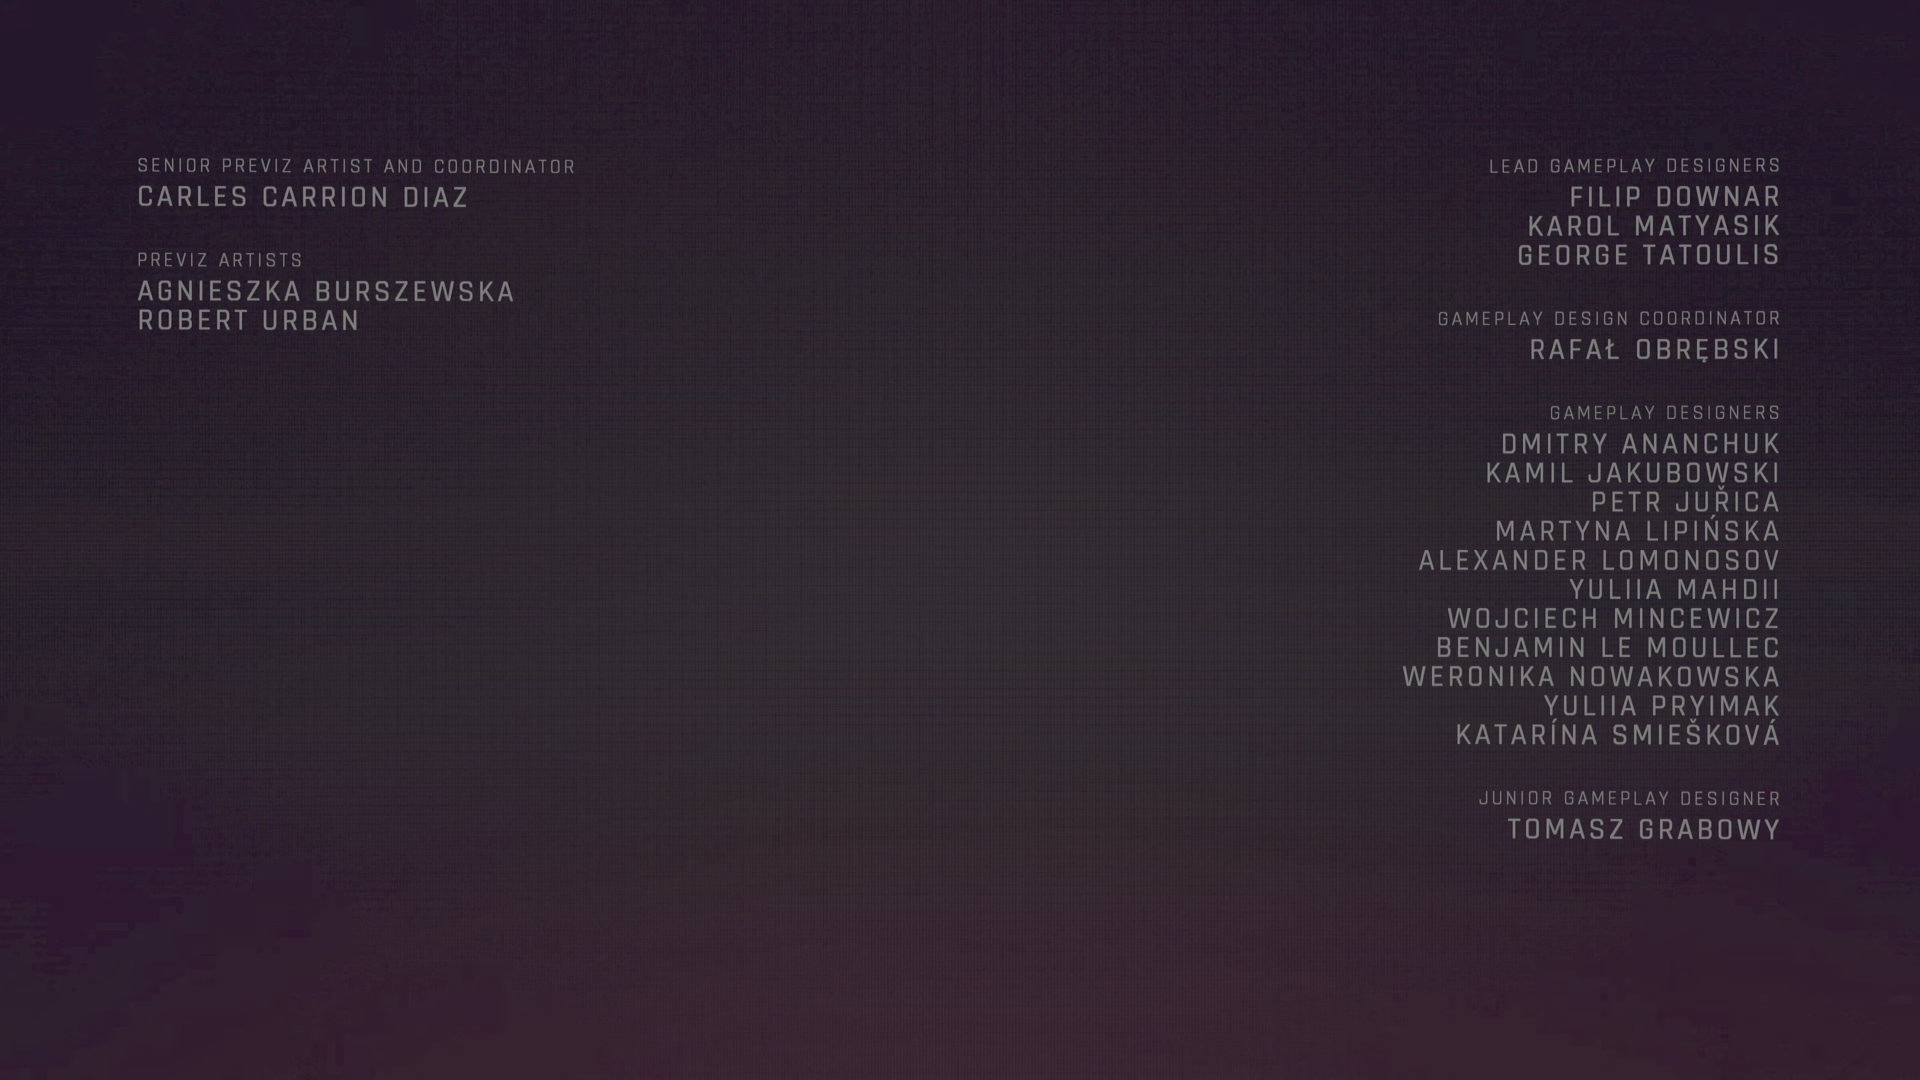 SENIOR PREVIZ ARTIST AND COORDINATOR
CARLES CARRION DIAZ
PREVIZ ARTISTS
AGNIESZKA BURSZEWSKA
ROBERT URBAN
LEAD GAMEPLAY DESIGNERS
FILIP DOWNAR
KAROL MATYASIK
GEORGE TATOULIS
GAMEPLAY DESIGN COORDINATOR
RAFAŁ OBRĘBSKI
GAMEPLAY DESIGNERS
DMITRY ANANCHUK
KAMIL JAKUBOWSKI
PETR JUŘICA
MARTYNA LIPIŃSKA
ALEXANDER LOMONOSOV
YULIIA MAHDII
WOJCIECH MINCEWICZ
BENJAMIN LE MOULLEC
WERONIKA NOWAKOWSKA
YULIIA PRYIMAK
KATARÍNA SMIEŠKOVÁ
JUNIOR GAMEPLAY DESIGNER
TOMASZ GRABOWY